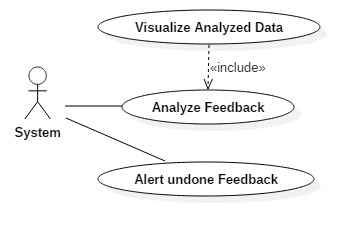 Visualize Analyzed Data
«include»
Analyze Feedback
System
Alert undone Feedback